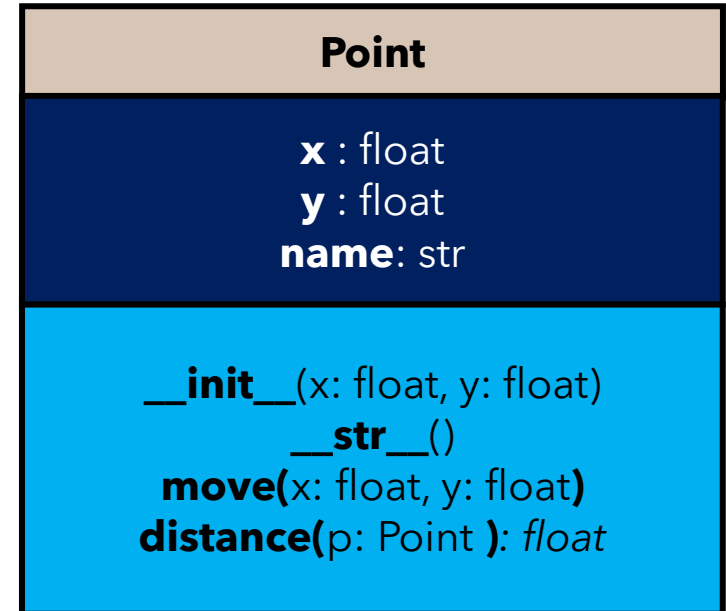 Point
x : float
y : float
name: str
__init__(x: float, y: float)
__str__()
move(x: float, y: float)
distance(p: Point ): float